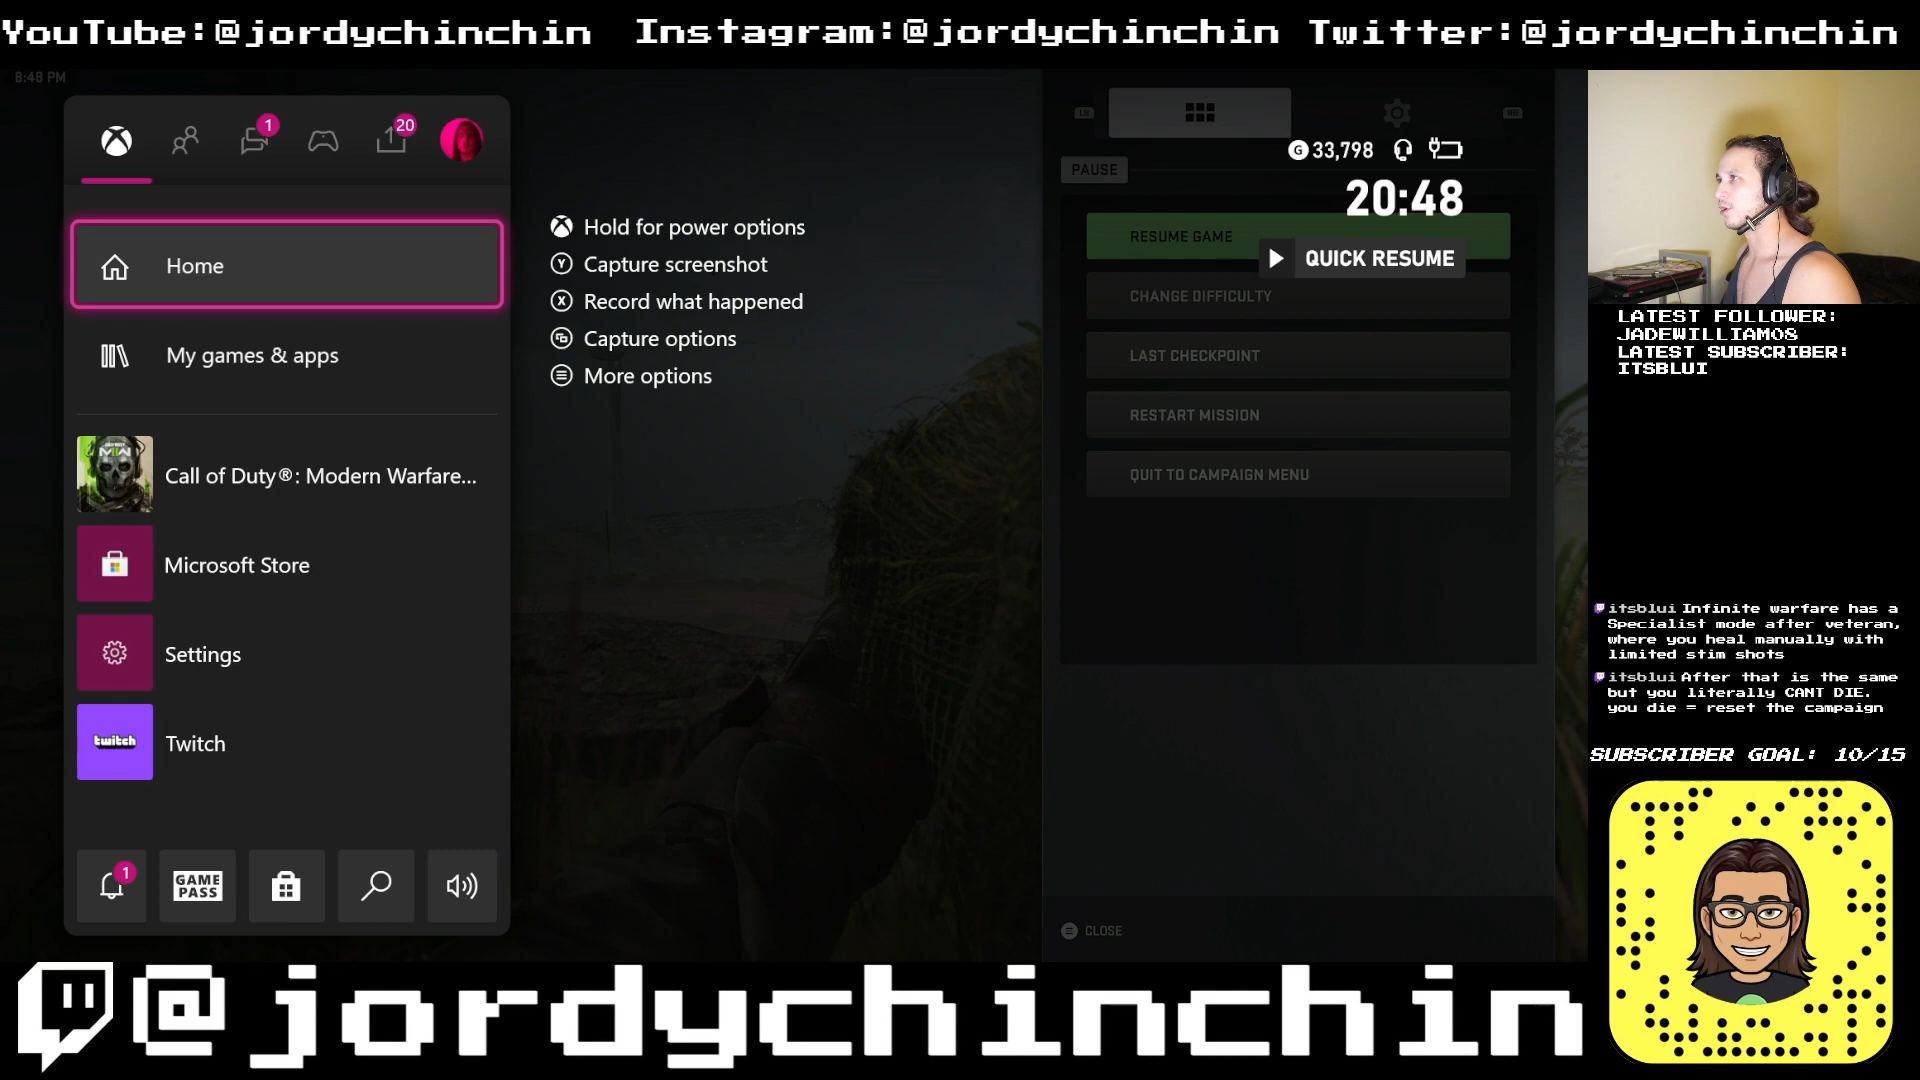 YouTube:@jordychinchin Instagram:@jordychinchin Twitter:@jordychinchin
8:48 PM
1
20
Home
My games & apps
Call of Duty®: Modern Warfare...
Microsoft Store
Settings
Twitch
1
GAME
PASS
Hold for power options
Y Capture screenshot
X Record what happened
Capture options
More options
LB
RB
G 33,798
PAUSE
20:48
RESUME GAME
QUICK RESUME
CHANGE DIFFICULTY
LAST CHECKPOINT
RESTART MISSION
QUIT TO CAMPAIGN MENU
CLOSE
LATEST FOLLOWER:
JADEWILLIAM08
LATEST SUBSCRIBER:
ITSBLUI
itsblui Infinite warfare has a
Specialist mode after veteran,
where you heal manually with
limited stim shots
itsblui After that is the same
but you literally CANT DIE.
you die = reset the campaign
SUBSCRIBER GOAL: 10/15
@jordychinchin